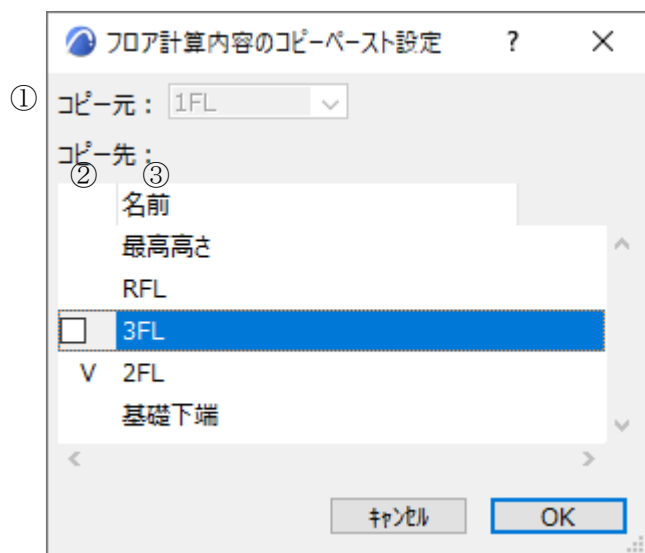 フロア計算内容のコピーペースト設定 ?
① コピー元： 1FL
コピー先：
② ③
名前
最高高さ
RFL
3FL
V 2FL
基礎下端
ｷｬﾝｾﾙ OK